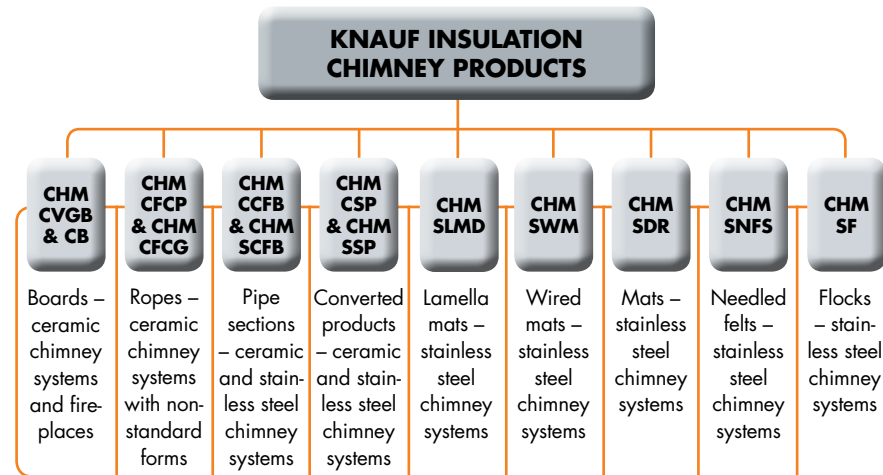 KNAUF INSULATION
CHIMNEY PRODUCTS
CHM
CVGB
& CB
Boards –
ceramic
chimney
systems
and fire-
places
CHM
CFCP
& CHM
CFCG
Ropes –
ceramic
chimney
systems
with non-
standard
forms
CHM
CCFB
& CHM
SCFB
Pipe
sections
– ceramic
and stain-
less steel
chimney
systems
CHM
CSP
& CHM
SSP
Converted
products
– ceramic
and stain-
less steel
chimney
systems
CHM
SLMD
Lamella
mats –
stainless
steel
chimney
systems
CHM
SWM
Wired
mats –
stainless
steel
chimney
systems
CHM
SDR
Mats –
stainless
steel
chimney
systems
CHM
SNFS
Needled
felts –
stainless
steel
chimney
systems
CHM
SF
Flocks
– stain-
less steel
chimney
systems